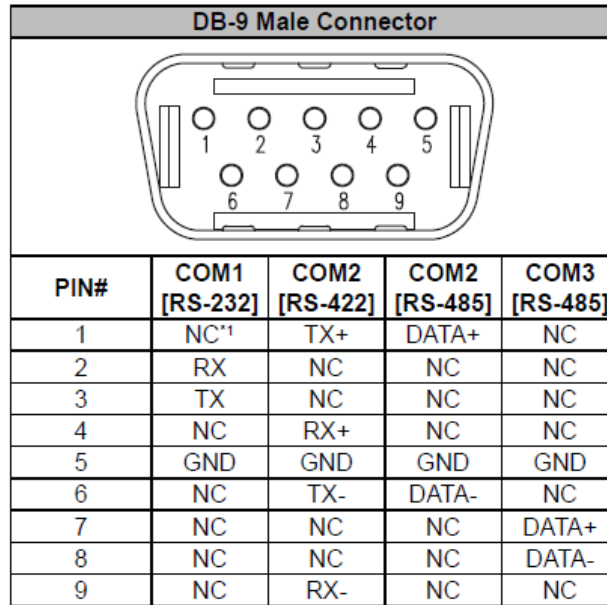 DB-9 Male Connector
1 2 3 4 5
6 7 8 9
PIN# COM1 [RS-232] COM2 [RS-422] COM2 [RS-485] COM3 [RS-485]
1 NC*1 TX+ DATA+ NC
2 RX NC NC NC
3 TX NC NC NC
4 NC RX+ NC NC
5 GND GND GND GND
6 NC TX- DATA- NC
7 NC NC NC DATA+
8 NC NC NC DATA-
9 NC RX- NC NC